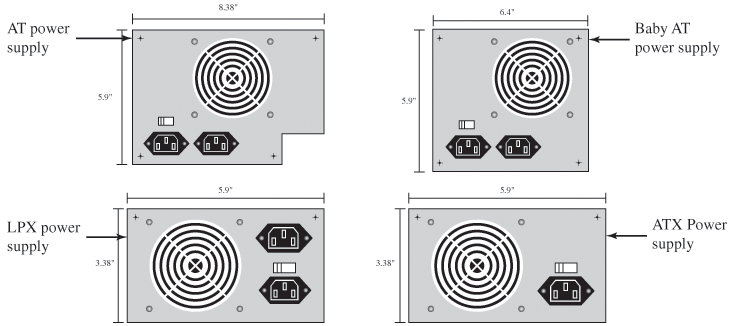 8.38"
AT power
supply
5.9"
6.4"
Baby AT
power supply
5.9"
5.9"
LPX power
supply
3.38"
5.9"
ATX Power
supply
3.38"